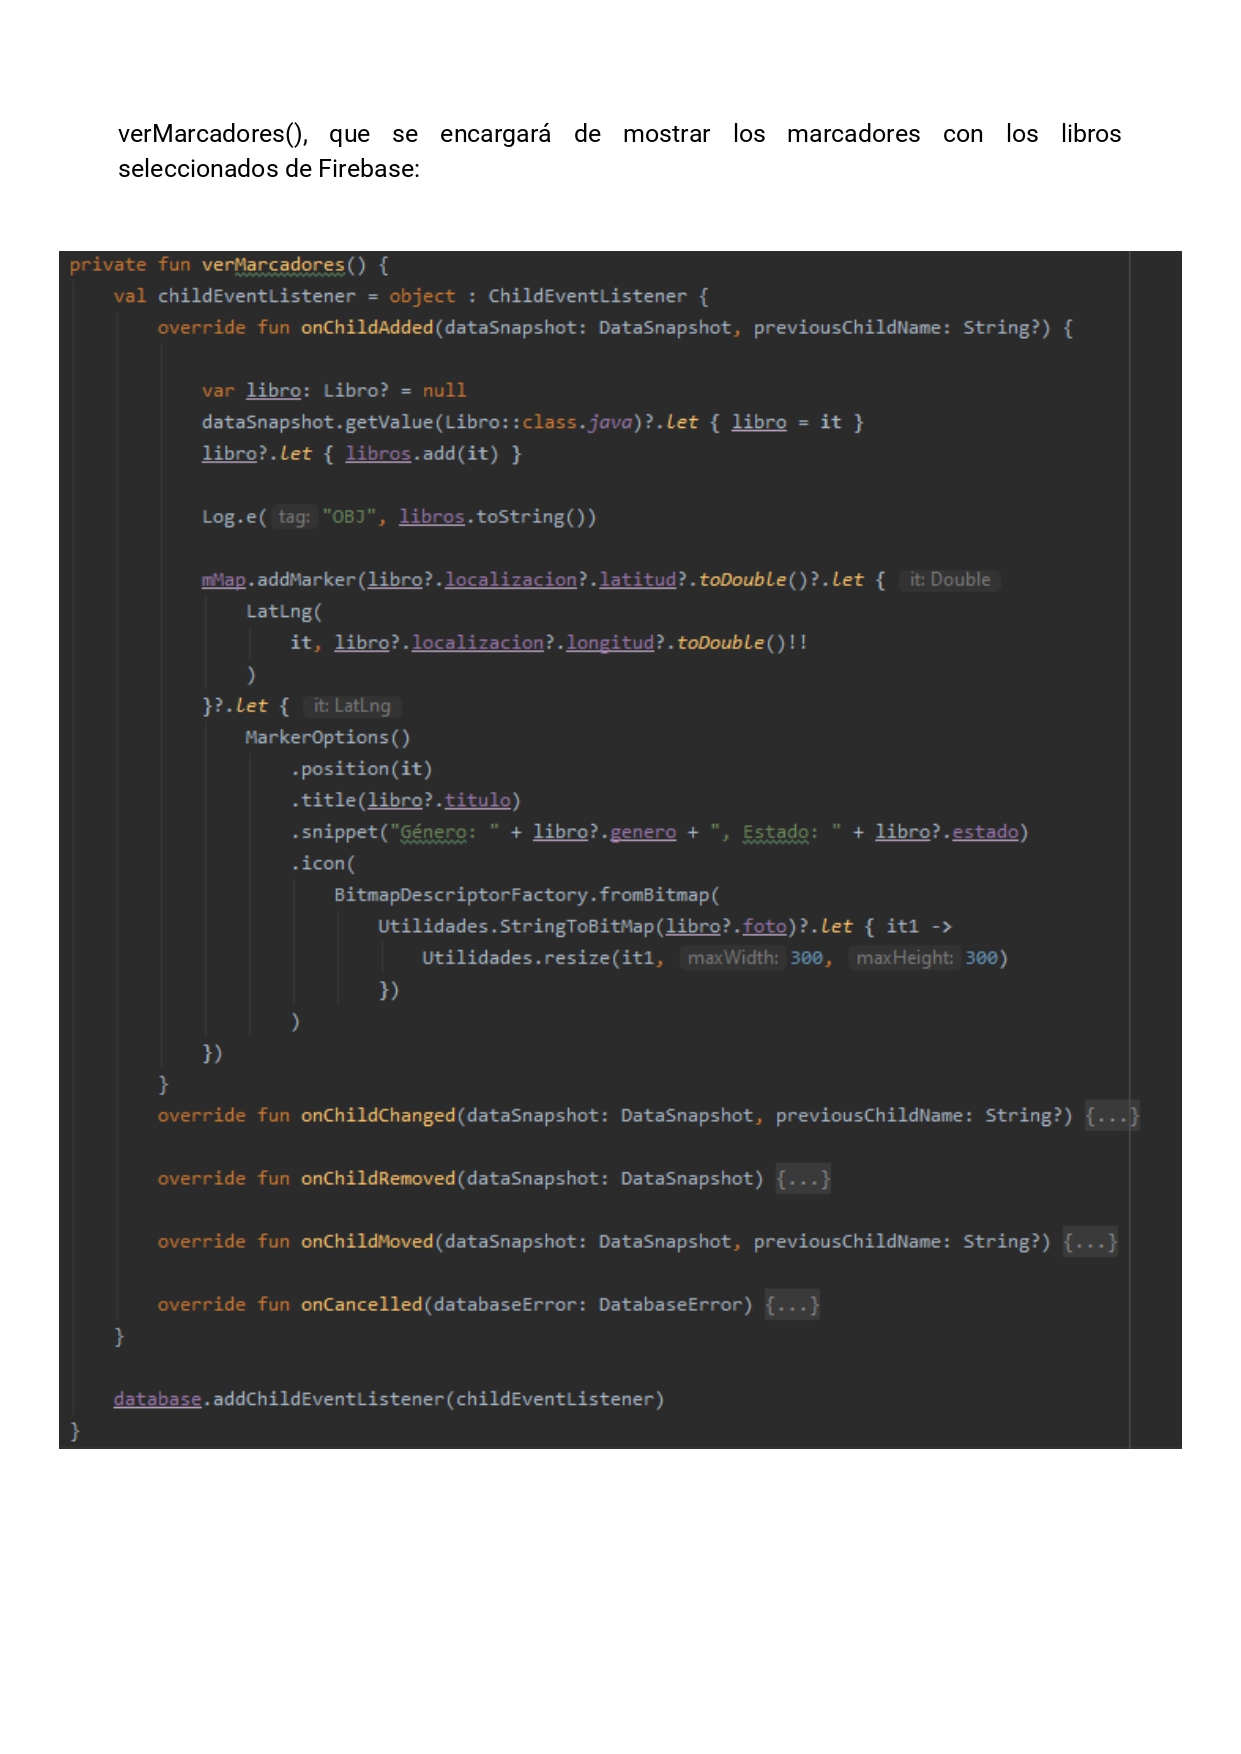 verMarcadores(), que se encargará de mostrar los marcadores con los libros
seleccionados de Firebase:
private fun verMarcadores() {
val childEventListener = object : ChildEventListener {
override fun onChildAdded(dataSnapshot: DataSnapshot, previousChildName: String?) {
var libro: Libro? = null
dataSnapshot.getValue(Libro::class.java)?.let { libro = it }
libro?.let { libros.add(it) }
Log.e( tag: "OBJ", libros.toString())
mMap.addMarker(libro?.localizacion?.latitud?.toDouble()?.let { it: Double
LatLng(
it, libro?.localizacion?.longitud?.toDouble()!!
)
}?.let { it: LatLng
MarkerOptions()
.position(it)
.title(libro?.titulo)
.snippet("Género: " + libro?.genero + ", Estado: " + libro?.estado)
.icon(
BitmapDescriptorFactory.fromBitmap(
Utilidades.StringToBitMap(libro?.foto)?.let { it1 ->
Utilidades.resize(it1, maxWidth: 300, maxHeight: 300)
})
)
})
}
override fun onChildChanged(dataSnapshot: DataSnapshot, previousChildName: String?) {...}
override fun onChildRemoved(dataSnapshot: DataSnapshot) {...}
override fun onChildMoved(dataSnapshot: DataSnapshot, previousChildName: String?) {...}
override fun onCancelled(databaseError: DatabaseError) {...}
}
database.addChildEventListener(childEventListener)
}